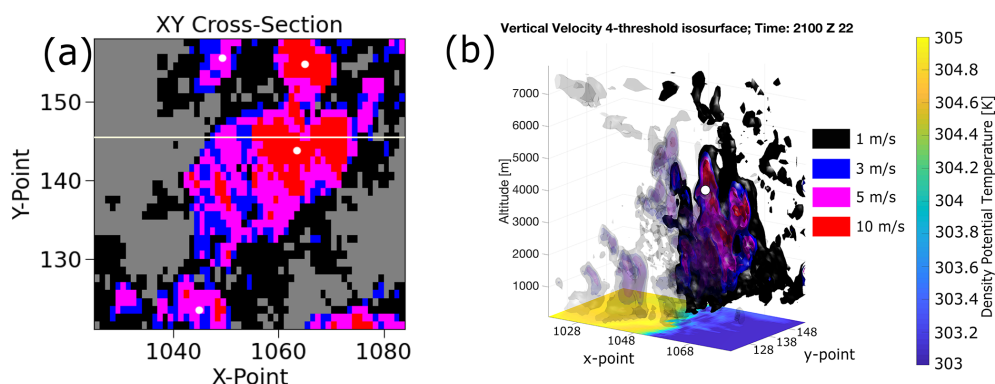 XY Cross-Section
(a)
150
140
130
Y-Point
1040
1060
1080
X-Point
(b)
Vertical Velocity 4-threshold isosurface; Time: 2100 Z 22
7000
6000
5000
4000
3000
2000
1000
Altitude [m]
1028
1048
1068
x-point
128
138
148
y-point
1 m/s
3 m/s
5 m/s
10 m/s
305
304.8
304.6
304.4
304.2
304
303.8
303.6
303.4
303.2
303
Density Potential Temperature [K]